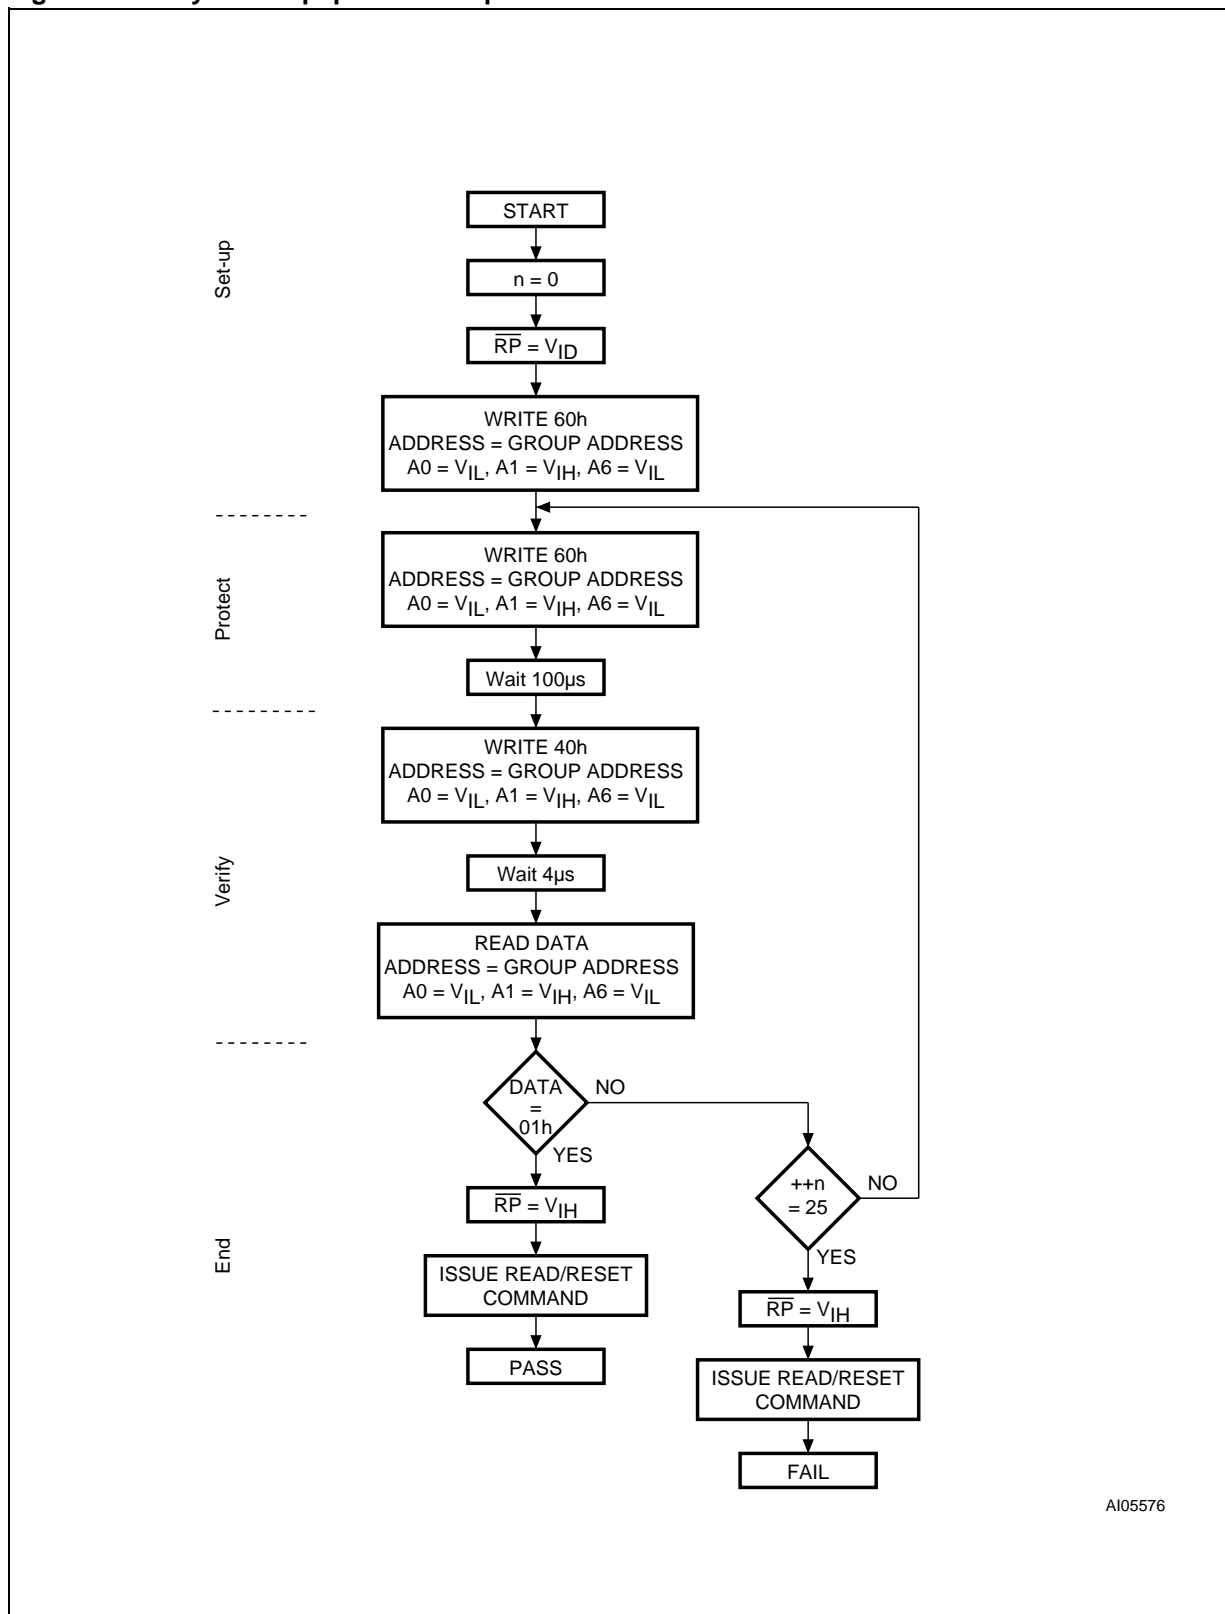 START
Set-up
n = 0
RP = VID
WRITE 60h
ADDRESS = GROUP ADDRESS
A0 = VIL, A1 = VIH, A6 = VIL
Protect
WRITE 60h
ADDRESS = GROUP ADDRESS
A0 = VIL, A1 = VIH, A6 = VIL
Wait 100µs
Verify
WRITE 40h
ADDRESS = GROUP ADDRESS
A0 = VIL, A1 = VIH, A6 = VIL
Wait 4µs
READ DATA
ADDRESS = GROUP ADDRESS
A0 = VIL, A1 = VIH, A6 = VIL
End
DATA
=
01h
NO
YES
++n
= 25
NO
YES
RP = VIH
ISSUE READ/RESET
COMMAND
PASS
RP = VIH
ISSUE READ/RESET
COMMAND
FAIL
AI05576